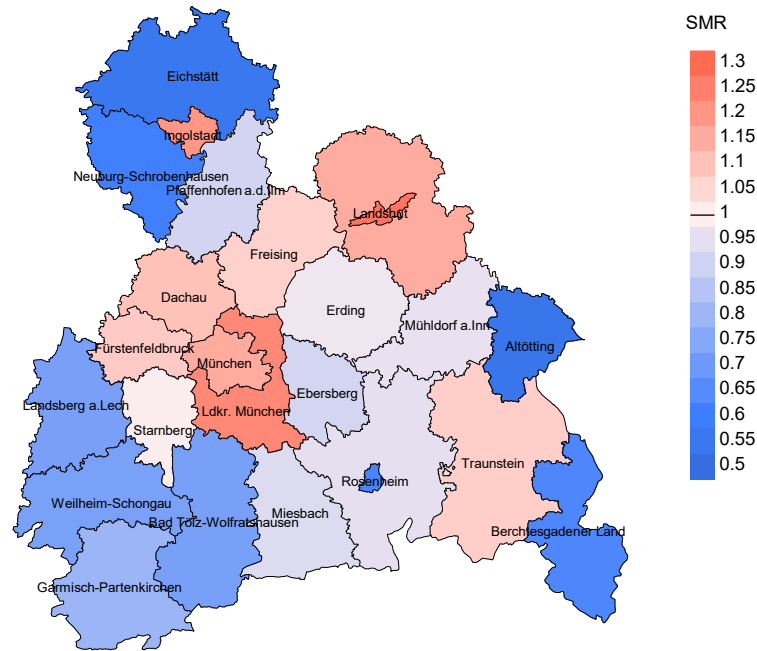 SMR
1.3
1.25
1.2
1.15
1.1
1.05
1
0.95
0.9
0.85
0.8
0.75
0.7
0.65
0.6
0.55
0.5
Eichstätt
Ingolstadt
Neuburg-Schrobenhausen
Pfaffenhofen a.d.Ilm
Landshut
Freising
Dachau
Erding
Mühldorf a.Inn
Altötting
Fürstenfeldbruck
München
Ebersberg
Landsberg a.Lech
Ldkr. München
Starnberg
Traunstein
Rosenheim
Weilheim-Schongau
Miesbach
Bad Tölz-Wolfratshausen
Berchtesgadener Land
Garmisch-Partenkirchen